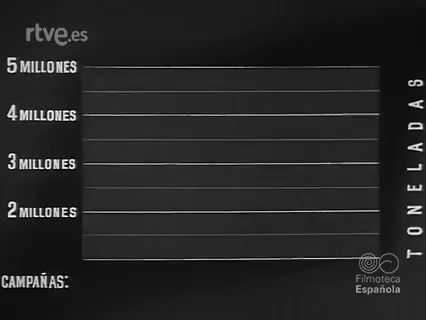 rtve.es
5 MILLONES
4 MILLONES
3 MILLONES
2 MILLONES
TONELADAS
CAMPAÑAS:
Filmoteca
Española